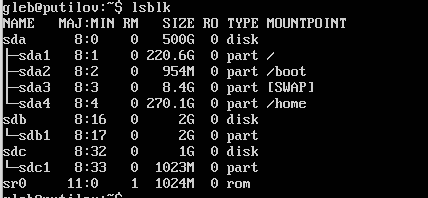 gleb@putilov:~$ lsblk
NAME   MAJ:MIN RM   SIZE RO TYPE MOUNTPOINT
sda      8:0    0   500G  0 disk
├─sda1   8:1    0 220.6G  0 part /
├─sda2   8:2    0   954M  0 part /boot
├─sda3   8:3    0   8.4G  0 part [SWAP]
└─sda4   8:4    0 270.1G  0 part /home
sdb      8:16   0     2G  0 disk
└─sdb1   8:17   0     2G  0 part
sdc      8:32   0     1G  0 disk
└─sdc1   8:33   0  1023M  0 part
sr0     11:0    1  1024M  0 rom
gleb@putilov:~$